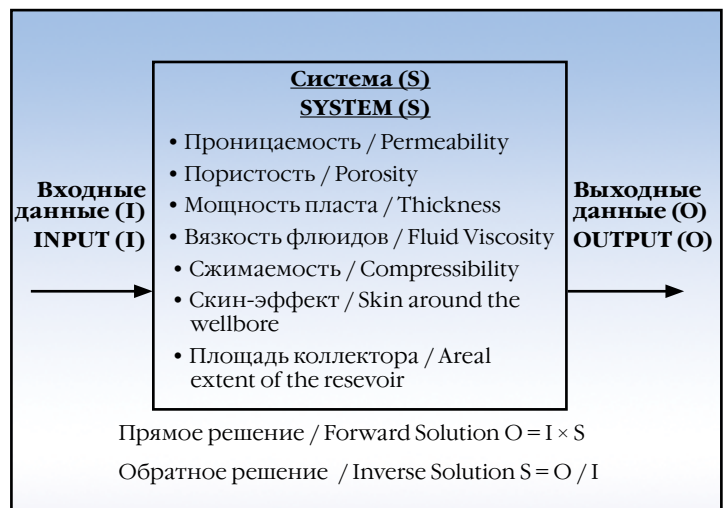 Система (S)
SYSTEM (S)
• Проницаемость / Permeability
• Пористость / Porosity
• Мощность пласта / Thickness
• Вязкость флюидов / Fluid Viscosity
• Сжимаемость / Compressibility
• Скин-эффект / Skin around the
wellbore
• Площадь коллектора / Areal
extent of the resevoir
Входные
данные (I)
INPUT (I)
Выходные
данные (O)
OUTPUT (O)
Прямое решение / Forward Solution O = I × S
Обратное решение / Inverse Solution S = O / I